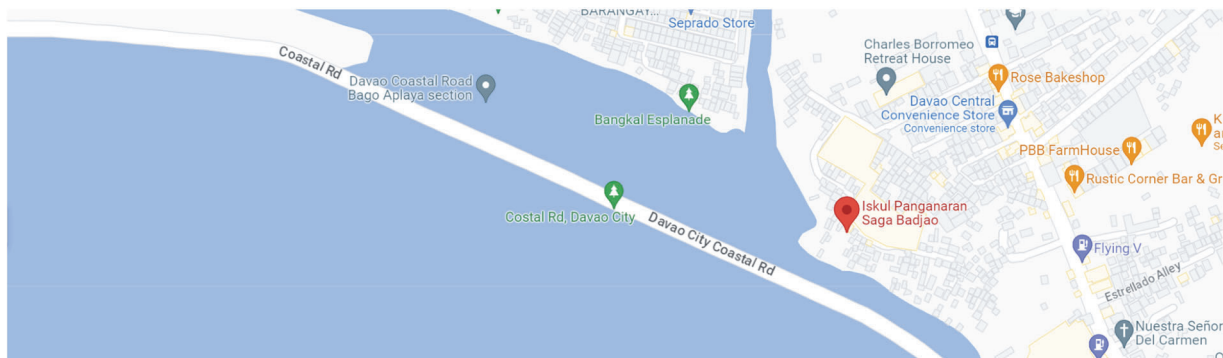 BARANGAY...
Seprado Store
Coastal Rd
Davao Coastal Road
Bago Aplaya section
Bangkal Esplanade
Charles Borromeo
Retreat House
Rose Bakeshop
Davao Central
Convenience Store
Convenience store
PBB FarmHouse
Rustic Corner Bar & Gr
Costal Rd, Davao City
Davao City Coastal Rd
Iskul Panganaran
Saga Badjao
Flying V
Estrellado Alley
Nuestra Señor
Del Carmen